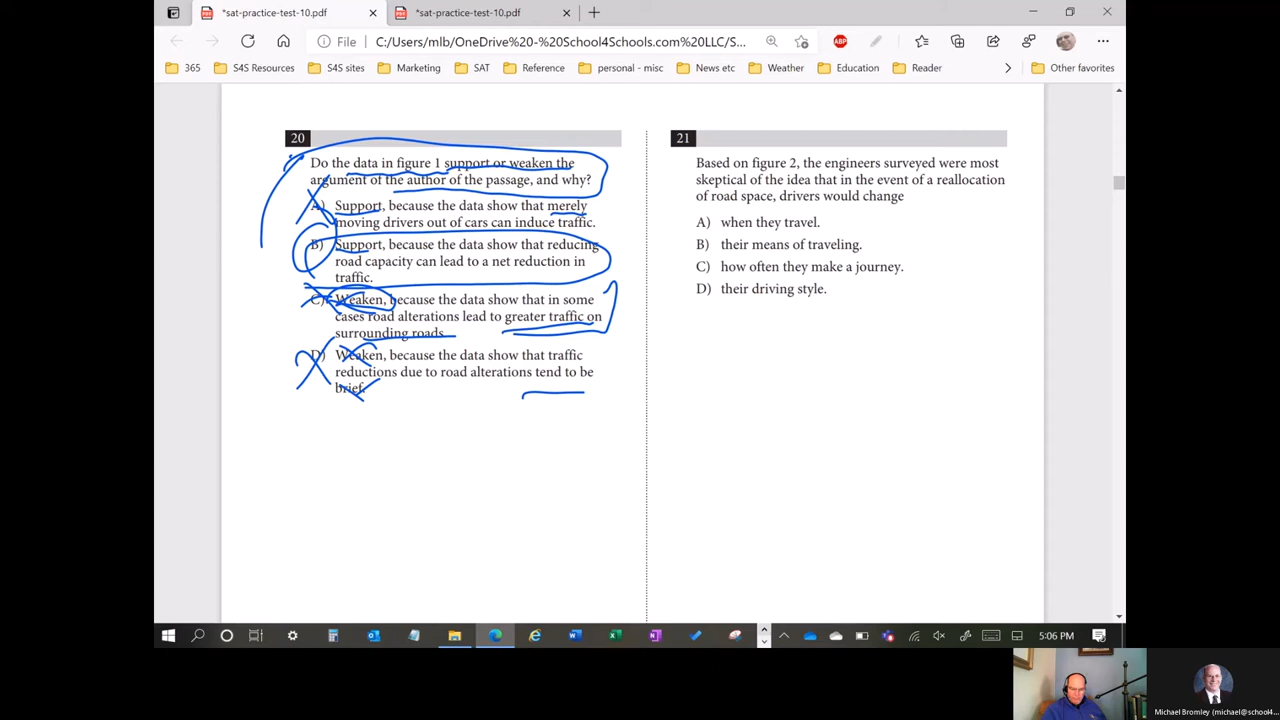 *sat-practice-test-10.pdf
*sat-practice-test-10.pdf
File
C:/Users/mlb/OneDrive%20-%20School4Schools.com%20LLC/S...
ABP
365
S4S Resources
S4S sites
Marketing
SAT
Reference
personal - misc
News etc
Weather
Education
Reader
Other favorites
20
Do the data in figure 1 support or weaken the
argument of the author of the passage, and why?
A) Support, because the data show that merely
moving drivers out of cars can induce traffic.
B) Support, because the data show that reducing
road capacity can lead to a net reduction in
traffic.
C) Weaken, because the data show that in some
cases road alterations lead to greater traffic on
surrounding roads.
D) Weaken, because the data show that traffic
reductions due to road alterations tend to be
brief.
21
Based on figure 2, the engineers surveyed were most
skeptical of the idea that in the event of a reallocation
of road space, drivers would change
A) when they travel.
B) their means of traveling.
C) how often they make a journey.
D) their driving style.
5:06 PM
Michael Bromley (michael@school4...